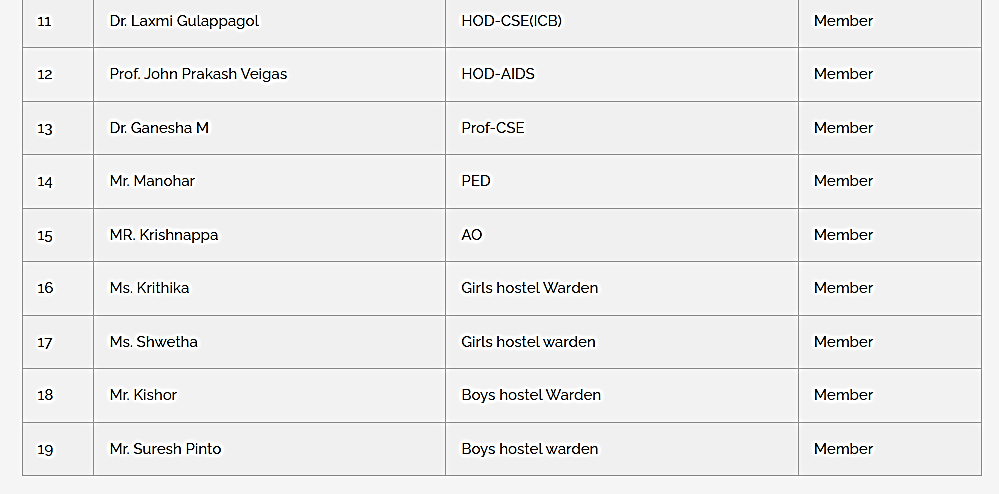 11 Dr. Laxmi Gulappagol HOD-CSE(ICB) Member
12 Prof. John Prakash Veigas HOD-AIDS Member
13 Dr. Ganesha M Prof-CSE Member
14 Mr. Manohar PED Member
15 MR. Krishnappa AO Member
16 Ms. Krithika Girls hostel Warden Member
17 Ms. Shwetha Girls hostel warden Member
18 Mr. Kishor Boys hostel Warden Member
19 Mr. Suresh Pinto Boys hostel warden Member